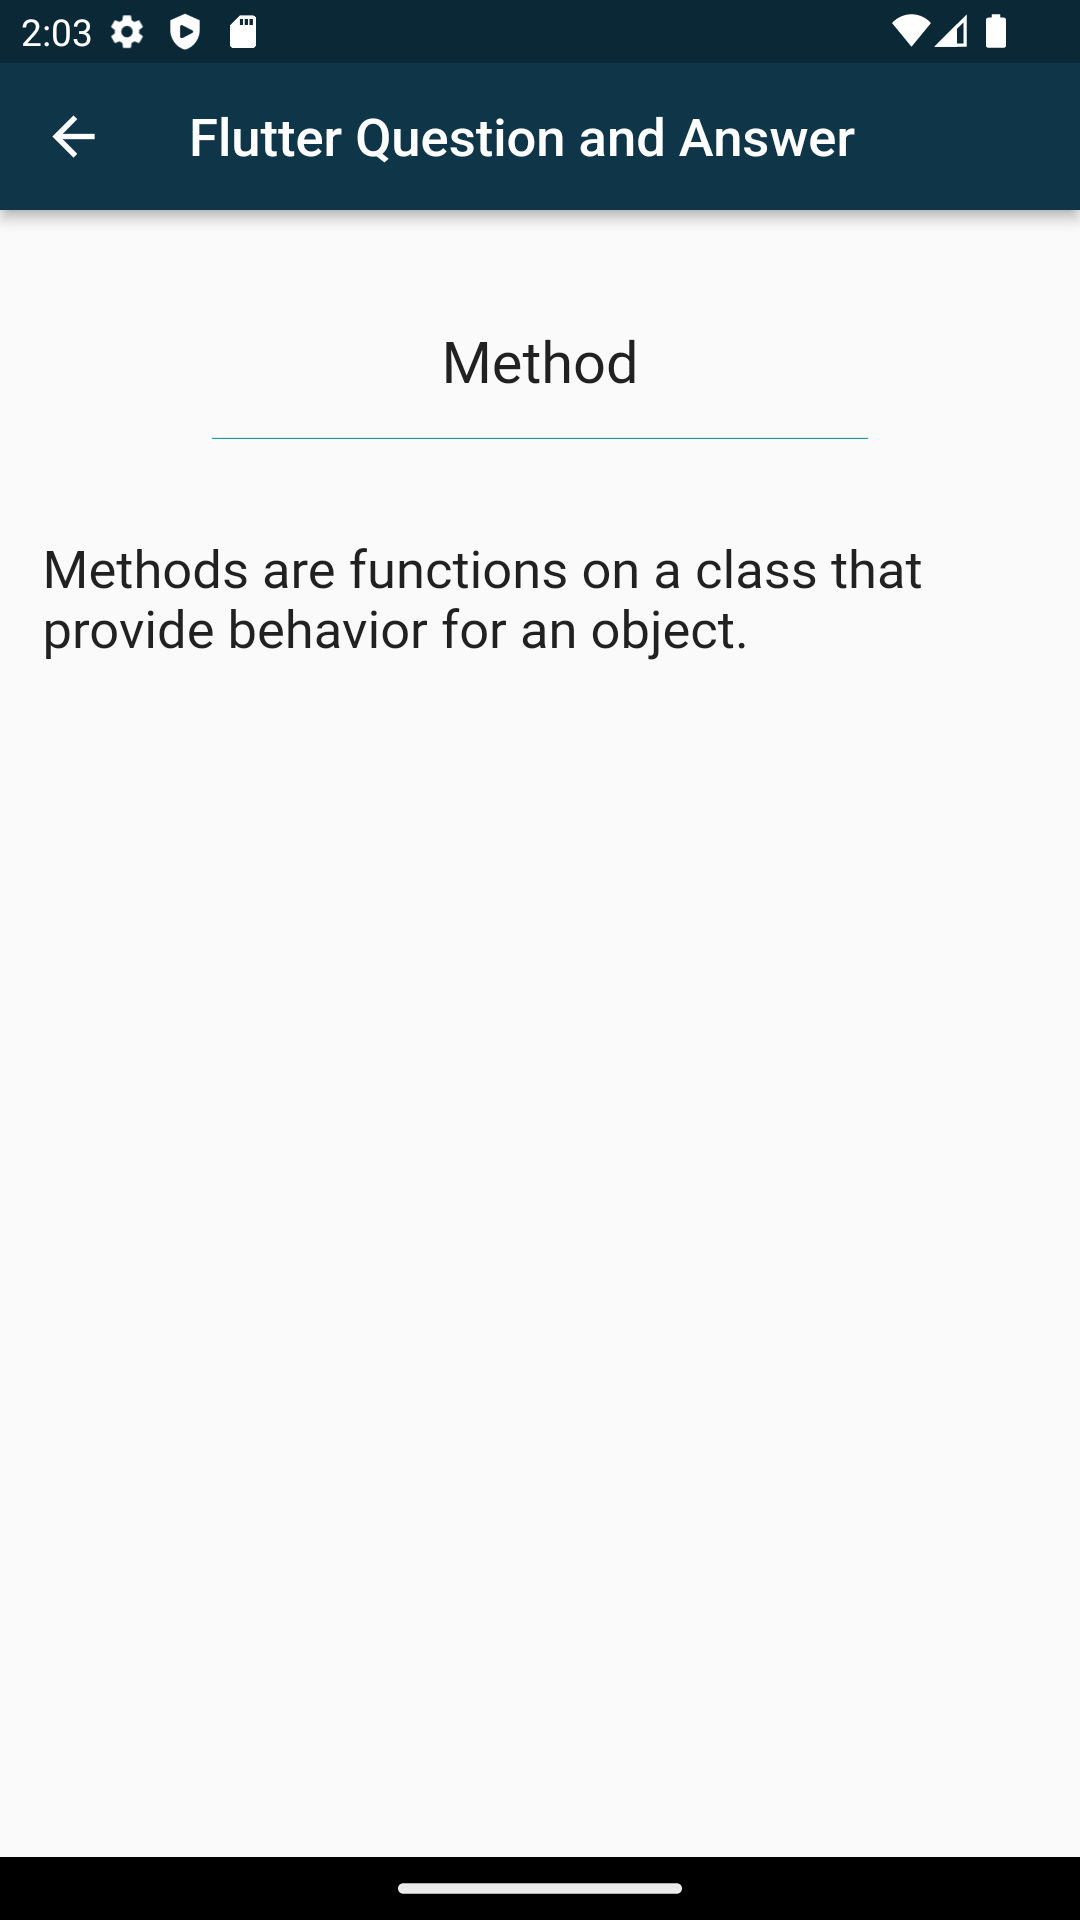 2:03
Flutter Question and Answer
Method
Methods are functions on a class that
provide behavior for an object.